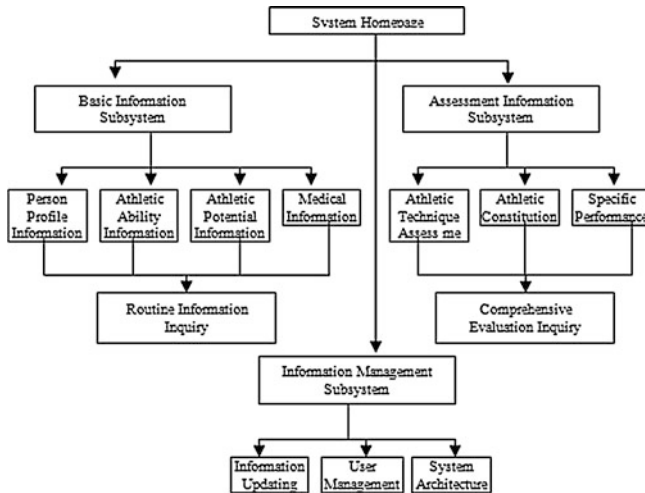 System Homepage
Basic Information
Subsystem
Assessment Information
Subsystem
Person
Profile
Information
Athletic
Ability
Information
Athletic
Potential
Information
Medical
Information
Athletic
Technique
Assess me
Athletic
Constitution
Specific
Performance
Routine Information
Inquiry
Comprehensive
Evaluation Inquiry
Information Management
Subsystem
Information
Updating
User
Management
System
Architecture